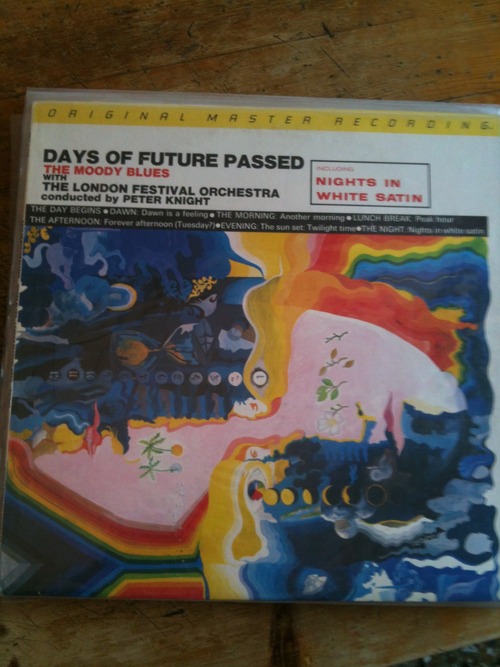 ORIGINAL MASTER RECORDING
DAYS OF FUTURE PASSED
THE MOODY BLUES
WITH
THE LONDON FESTIVAL ORCHESTRA
conducted by PETER KNIGHT
INCLUDING
NIGHTS IN
WHITE SATIN
THE DAY BEGINS ● DAWN: Dawn is a feeling ● THE MORNING: Another morning ● LUNCH BREAK: Peak hour
THE AFTERNOON: Forever afternoon (Tuesday?) ● EVENING: The sun set: Twilight time ● THE NIGHT: Nights in white satin